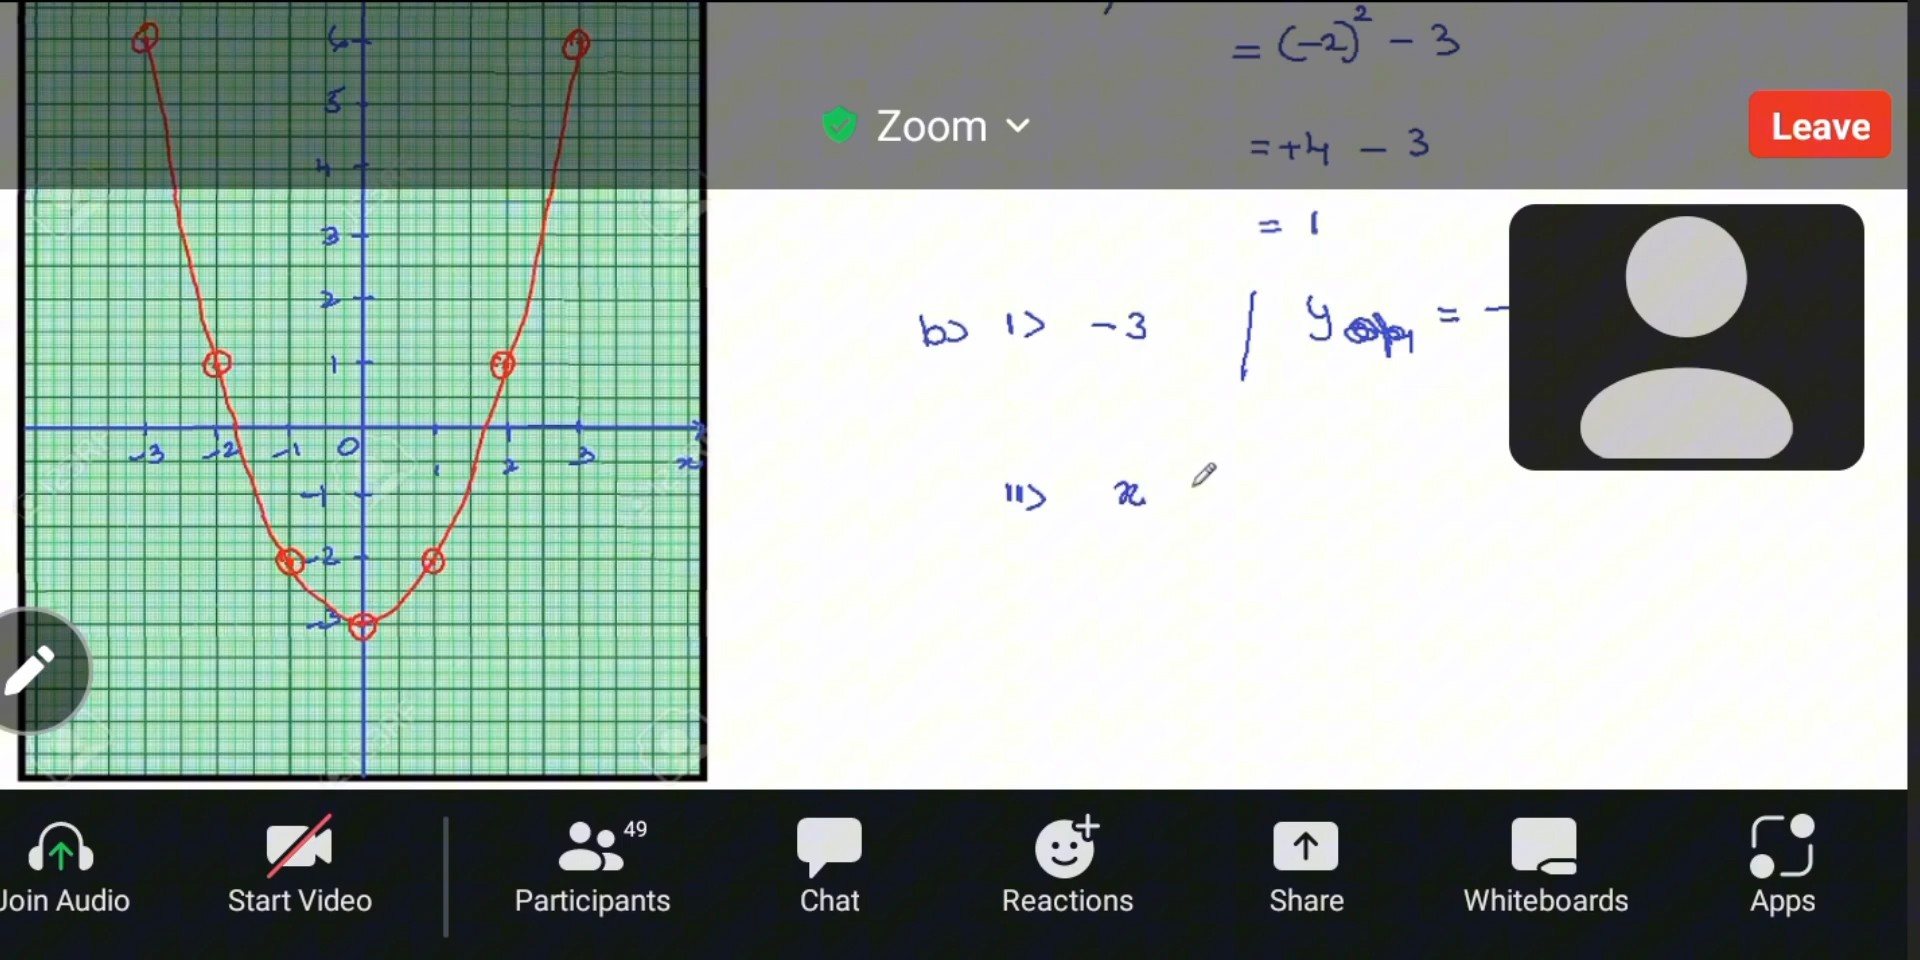 = (-2)² - 3
Zoom
Leave
= +4 - 3
= 1
b) i) -3 | y = -
ii) x
6
5
4
3
2
1
-3 -2 -1 0 1 2 3 x
-1
-2
-3
49
Join Audio Start Video Participants Chat Reactions Share Whiteboards Apps